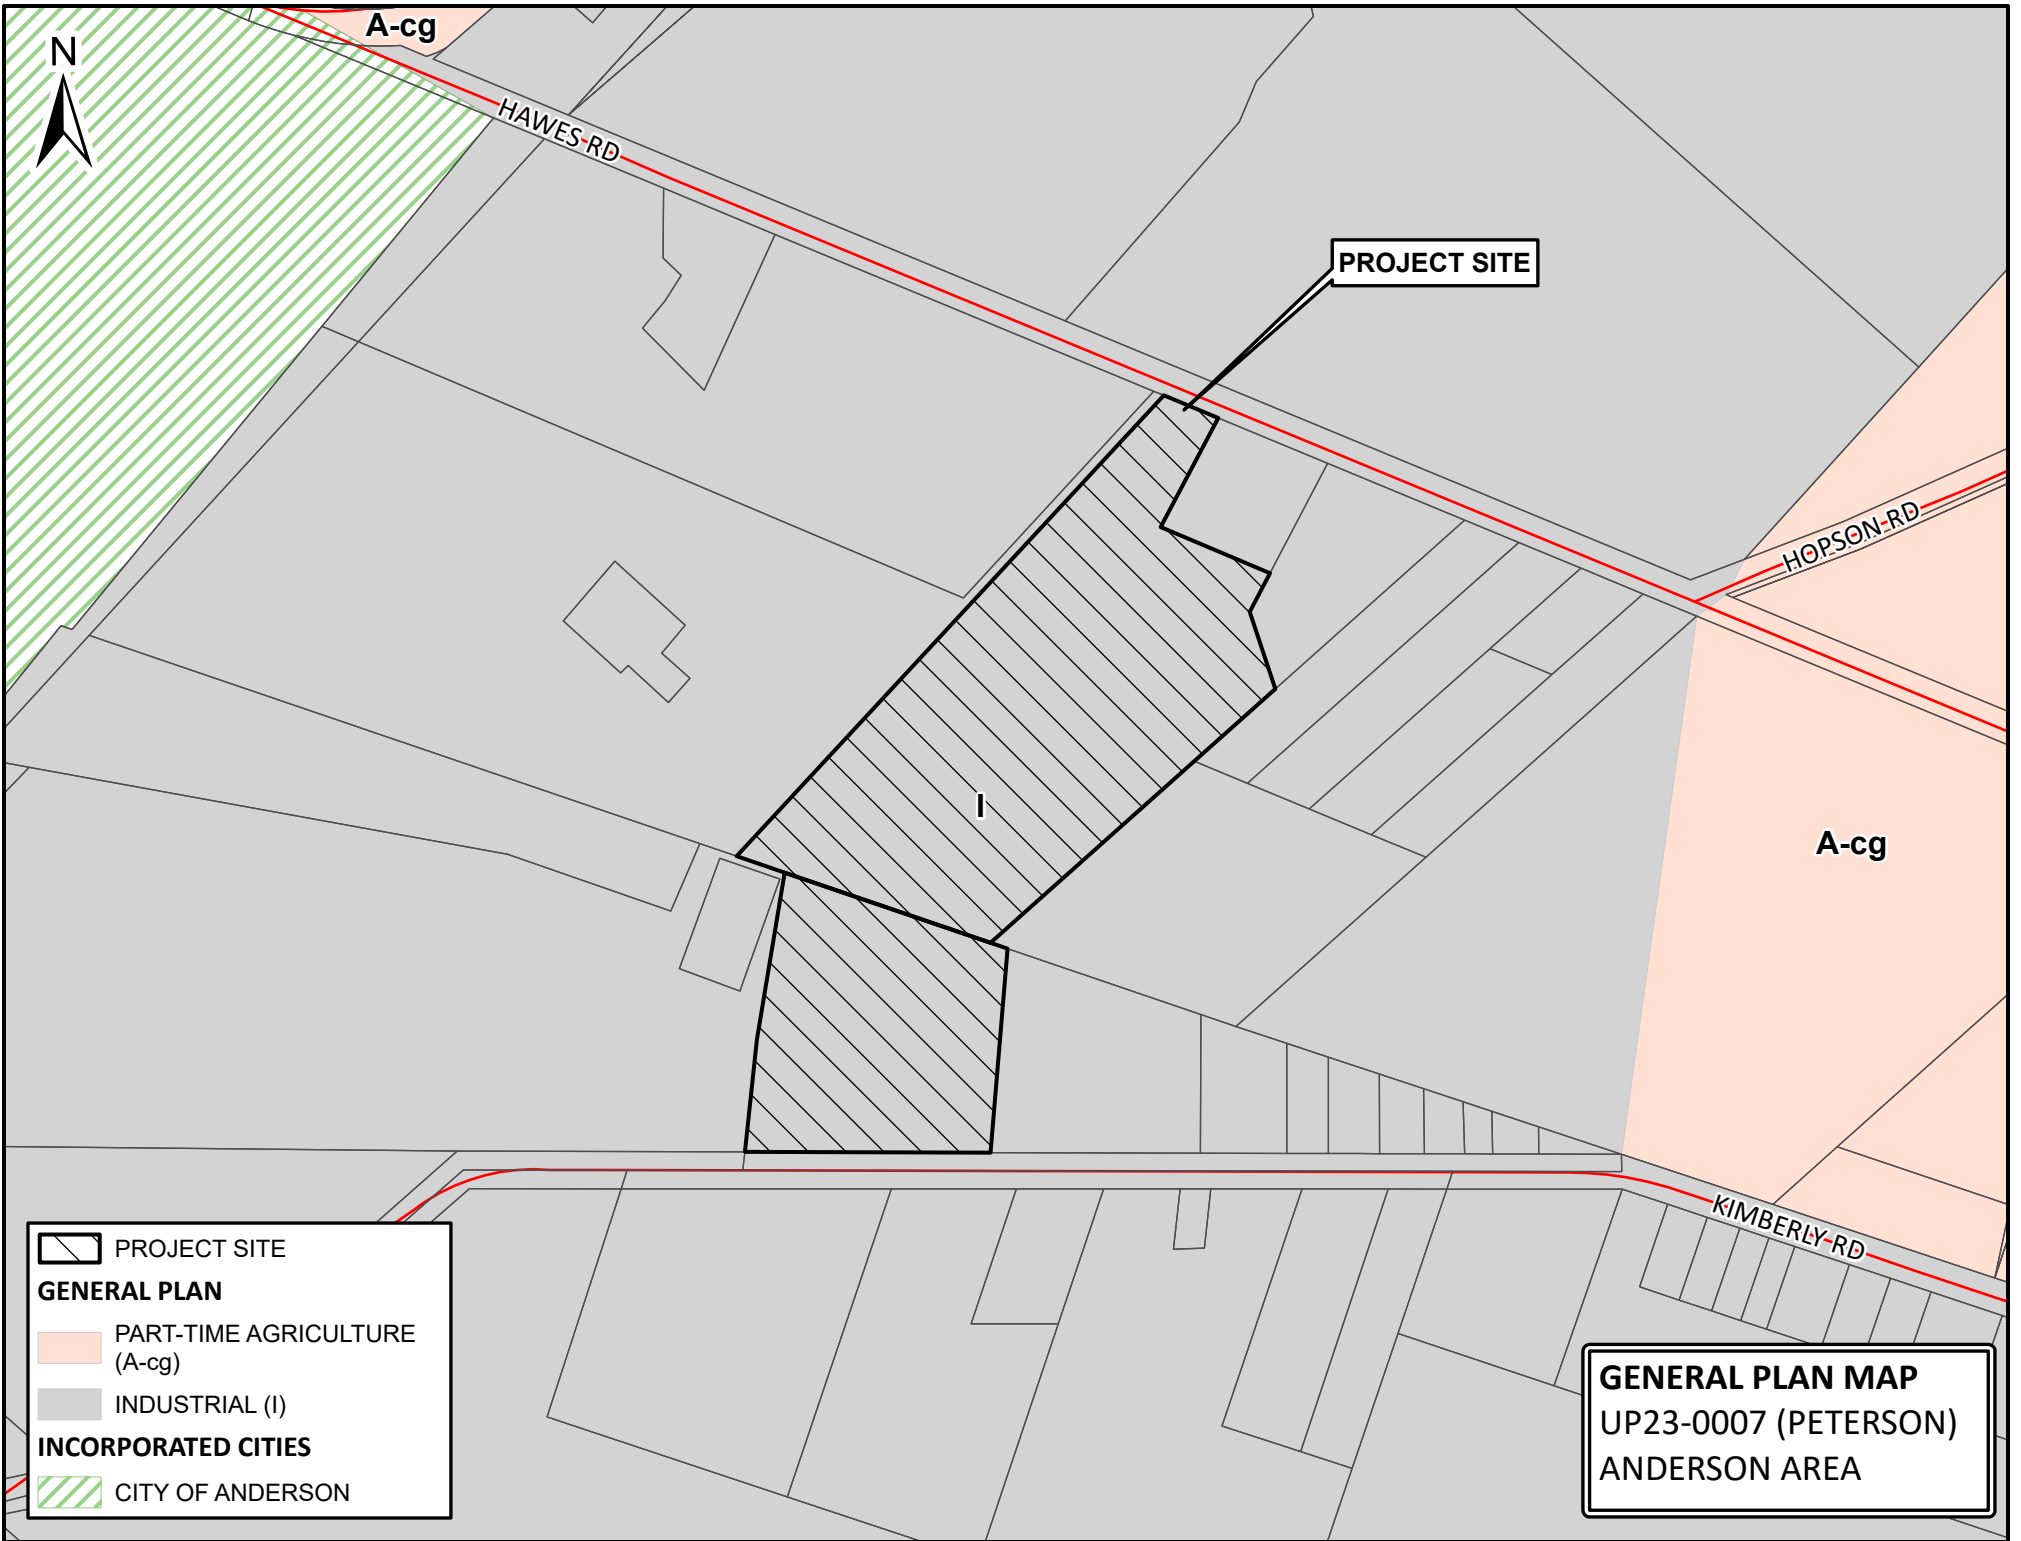 A-cg
N
HAWES RD
PROJECT SITE
HOPSON RD
I
A-cg
KIMBERLY RD
PROJECT SITE
GENERAL PLAN
PART-TIME AGRICULTURE
(A-cg)
INDUSTRIAL (I)
INCORPORATED CITIES
CITY OF ANDERSON
GENERAL PLAN MAP
UP23-0007 (PETERSON)
ANDERSON AREA